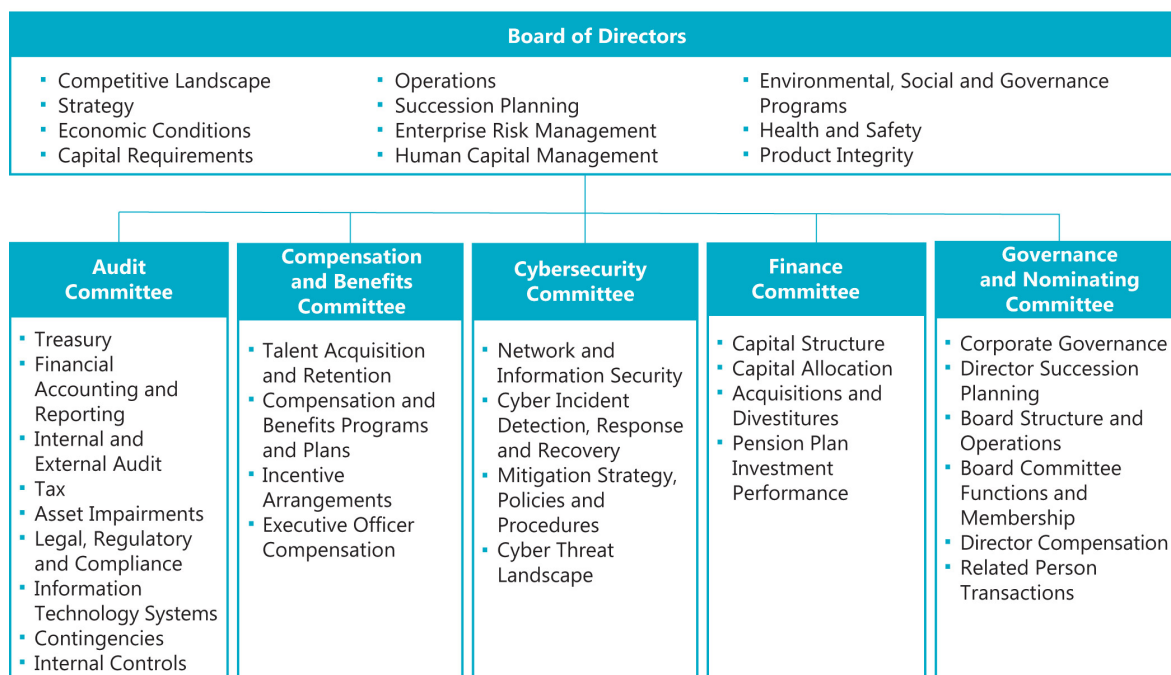 Board of Directors
▪ Competitive Landscape
▪ Strategy
▪ Economic Conditions
▪ Capital Requirements
▪ Operations
▪ Succession Planning
▪ Enterprise Risk Management
▪ Human Capital Management
▪ Environmental, Social and Governance
Programs
▪ Health and Safety
▪ Product Integrity
Audit
Committee
▪ Treasury
▪ Financial
Accounting and
Reporting
▪ Internal and
External Audit
▪ Tax
▪ Asset Impairments
▪ Legal, Regulatory
and Compliance
▪ Information
Technology Systems
▪ Contingencies
▪ Internal Controls
Compensation
and Benefits
Committee
▪ Talent Acquisition
and Retention
▪ Compensation and
Benefits Programs
and Plans
▪ Incentive
Arrangements
▪ Executive Officer
Compensation
Cybersecurity
Committee
▪ Network and
Information Security
▪ Cyber Incident
Detection, Response
and Recovery
▪ Mitigation Strategy,
Policies and
Procedures
▪ Cyber Threat
Landscape
Finance
Committee
▪ Capital Structure
▪ Capital Allocation
▪ Acquisitions and
Divestitures
▪ Pension Plan
Investment
Performance
Governance
and Nominating
Committee
▪ Corporate Governance
▪ Director Succession
Planning
▪ Board Structure and
Operations
▪ Board Committee
Functions and
Membership
▪ Director Compensation
▪ Related Person
Transactions